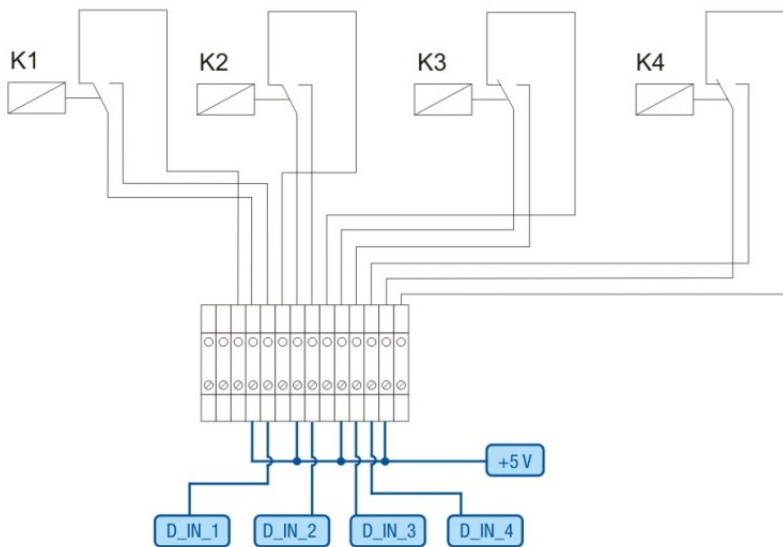 K1
K2
K3
K4
+5 V
D_IN_1
D_IN_2
D_IN_3
D_IN_4